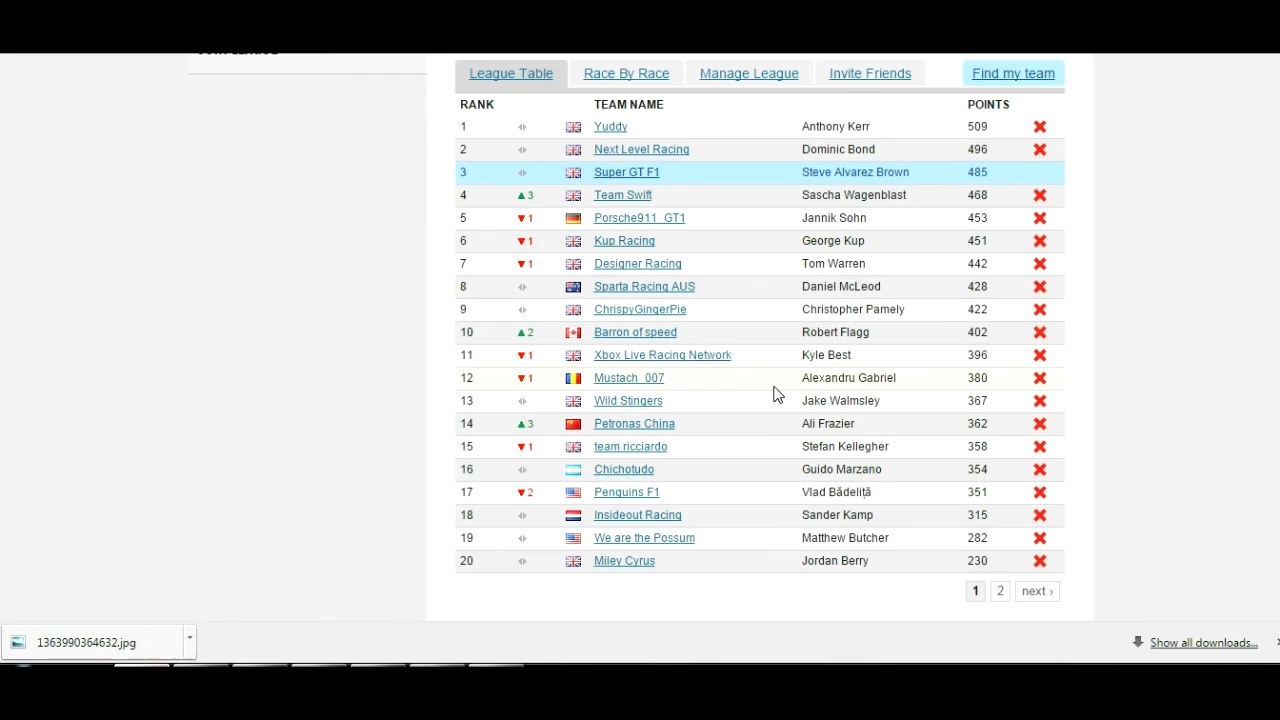 League Table Race By Race Manage League Invite Friends Find my team
RANK TEAM NAME POINTS
1 Yuddy Anthony Kerr 509
2 Next Level Racing Dominic Bond 496
3 Super GT F1 Steve Alvarez Brown 485
4 3 Team Swift Sascha Wagenblast 468
5 1 Porsche911_GT1 Jannik Sohn 453
6 1 Kup Racing George Kup 451
7 1 Designer Racing Tom Warren 442
8 Sparta Racing AUS Daniel McLeod 428
9 ChrispyGingerPie Christopher Pamely 422
10 2 Barron of speed Robert Flagg 402
11 1 Xbox Live Racing Network Kyle Best 396
12 1 Mustach_007 Alexandru Gabriel 380
13 Wild Stingers Jake Walmsley 367
14 3 Petronas China Ali Frazier 362
15 1 team ricciardo Stefan Kellegher 358
16 Chichotudo Guido Marzano 354
17 2 Penguins F1 Vlad Bădeliță 351
18 Insideout Racing Sander Kamp 315
19 We are the Possum Matthew Butcher 282
20 Miley Cyrus Jordan Berry 230
1 2 next ›
1363990364632.jpg Show all downloads...